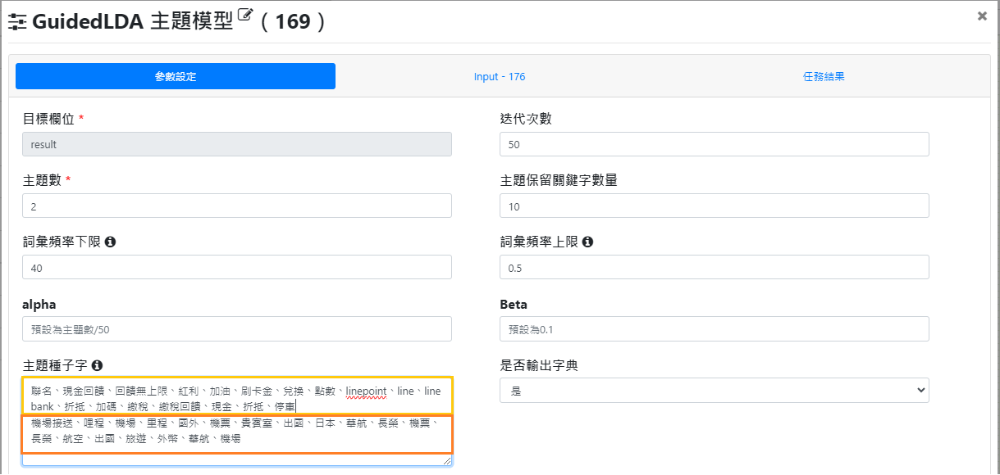 GuidedLDA 主題模型 ( 169 )
×
參數設定
Input - 176
任務結果
目標欄位 *
迭代次數
result
50
主題數 *
主題保留關鍵字數量
2
10
詞彙頻率下限
詞彙頻率上限
40
0.5
alpha
Beta
預設為主題數/50
預設為0.1
主題種子字
是否輸出字典
聯名、現金回饋、回饋無上限、紅利、加油、刷卡金、兌換、點數、linepoint、line、line
bank、折抵、加碼、繳稅、繳稅回饋、現金、折抵、停車
是
機場接送、哩程、機場、里程、國外、機票、貴賓室、出國、日本、華航、長榮、機票、
長榮、航空、出國、旅遊、外幣、華航、機場